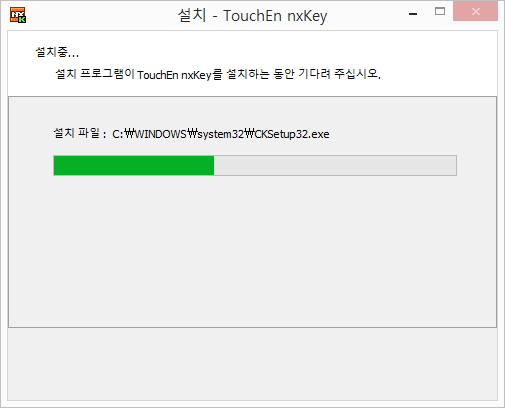 NX
K
설치 - TouchEn nxKey
설치중...
설치 프로그램이 TouchEn nxKey를 설치하는 동안 기다려 주십시오.
설치 파일 : C:₩WINDOWS₩system32₩CKSetup32.exe